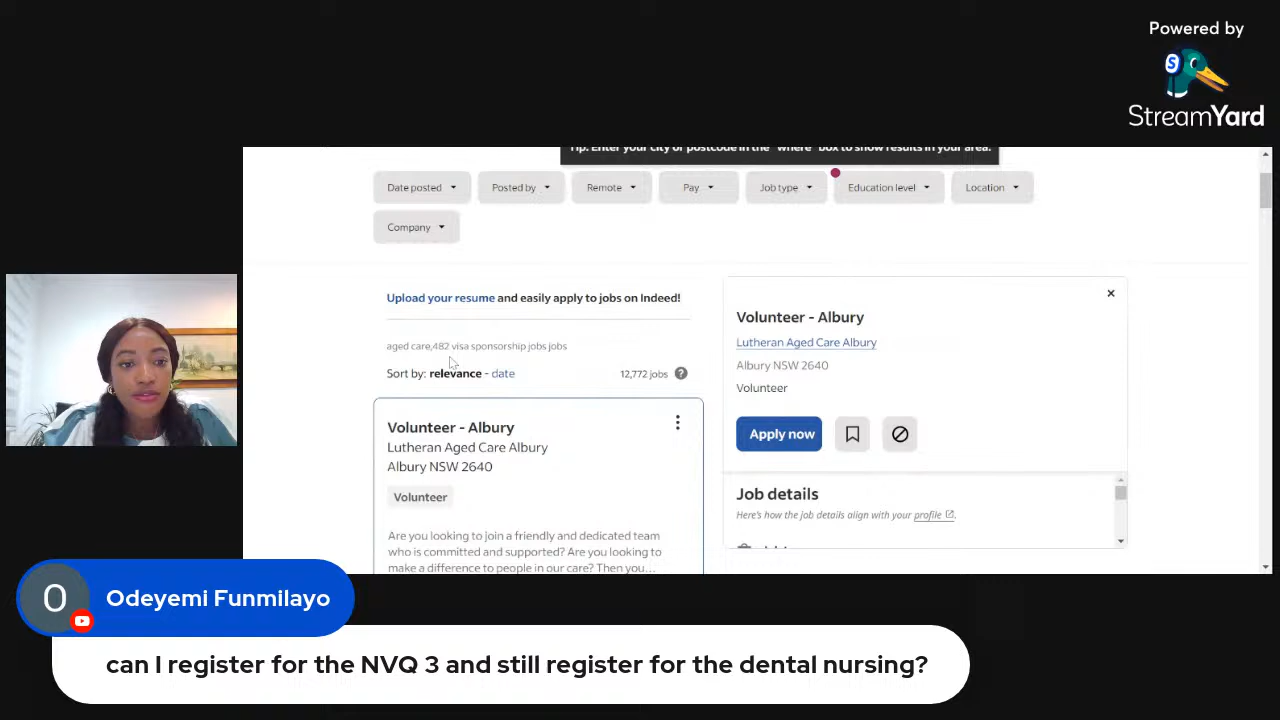 Powered by
StreamYard
Tip: Enter your city or postcode in the "where" box to show results in your area.
Date posted
Posted by
Remote
Pay
Job type
Education level
Location
Company
Upload your resume and easily apply to jobs on Indeed!
aged care,482 visa sponsorship jobs jobs
Sort by: relevance - date
12,772 jobs
Volunteer - Albury
Lutheran Aged Care Albury
Albury NSW 2640
Volunteer
Are you looking to join a friendly and dedicated team
who is committed and supported? Are you looking to
make a difference to people in our care? Then you...
Volunteer - Albury
Lutheran Aged Care Albury
Albury NSW 2640
Volunteer
Apply now
Job details
Here's how the job details align with your profile.
O
Odeyemi Funmilayo
can I register for the NVQ 3 and still register for the dental nursing?